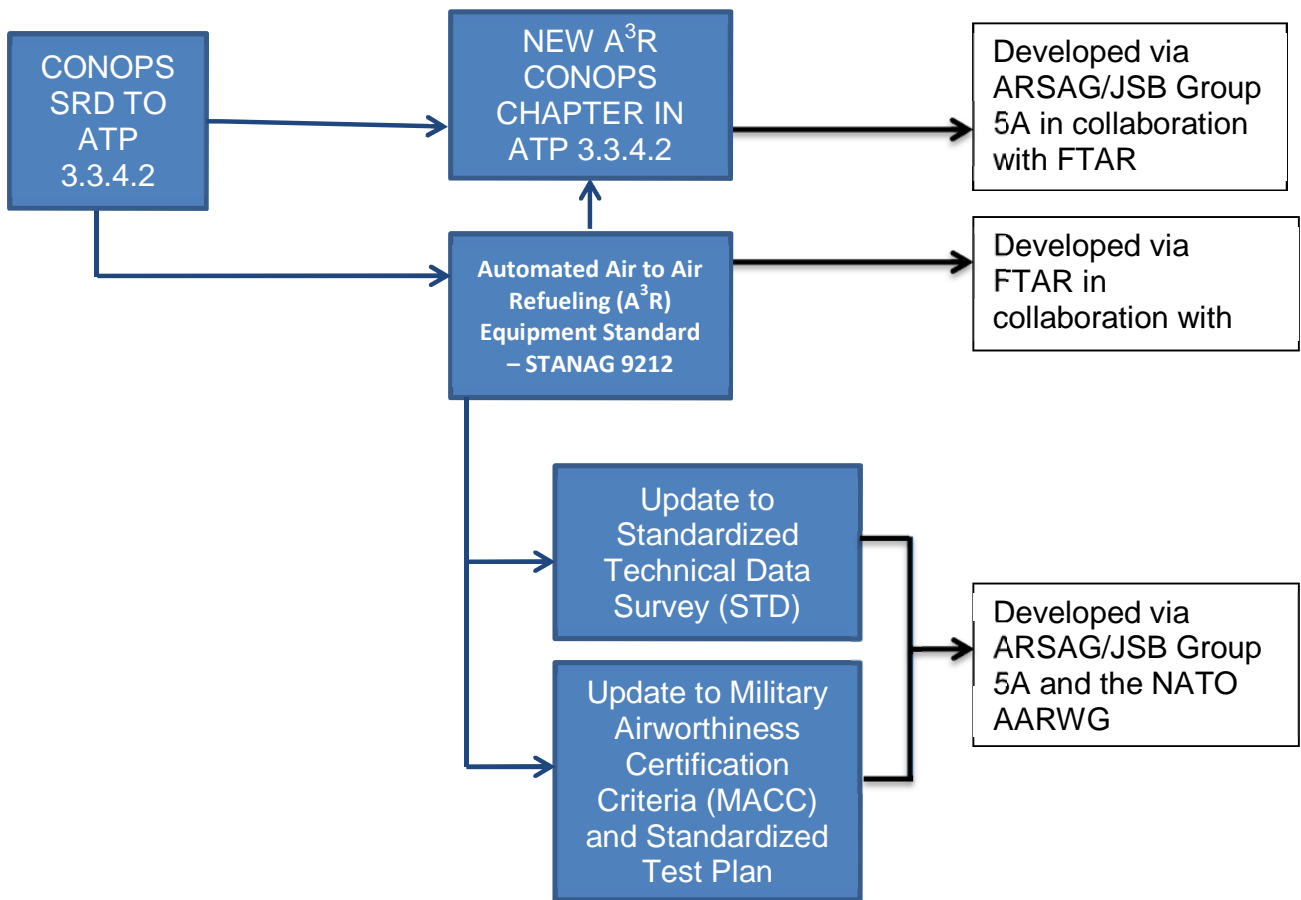 CONOPS
SRD TO
ATP
3.3.4.2
NEW A³R
CONOPS
CHAPTER IN
ATP 3.3.4.2
Developed via
ARSAG/JSB Group
5A in collaboration
with FTAR
Automated Air to Air
Refueling (A³R)
Equipment Standard
– STANAG 9212
Developed via
FTAR in
collaboration with
Update to
Standardized
Technical Data
Survey (STD)
Update to Military
Airworthiness
Certification
Criteria (MACC)
and Standardized
Test Plan
Developed via
ARSAG/JSB Group
5A and the NATO
AARWG